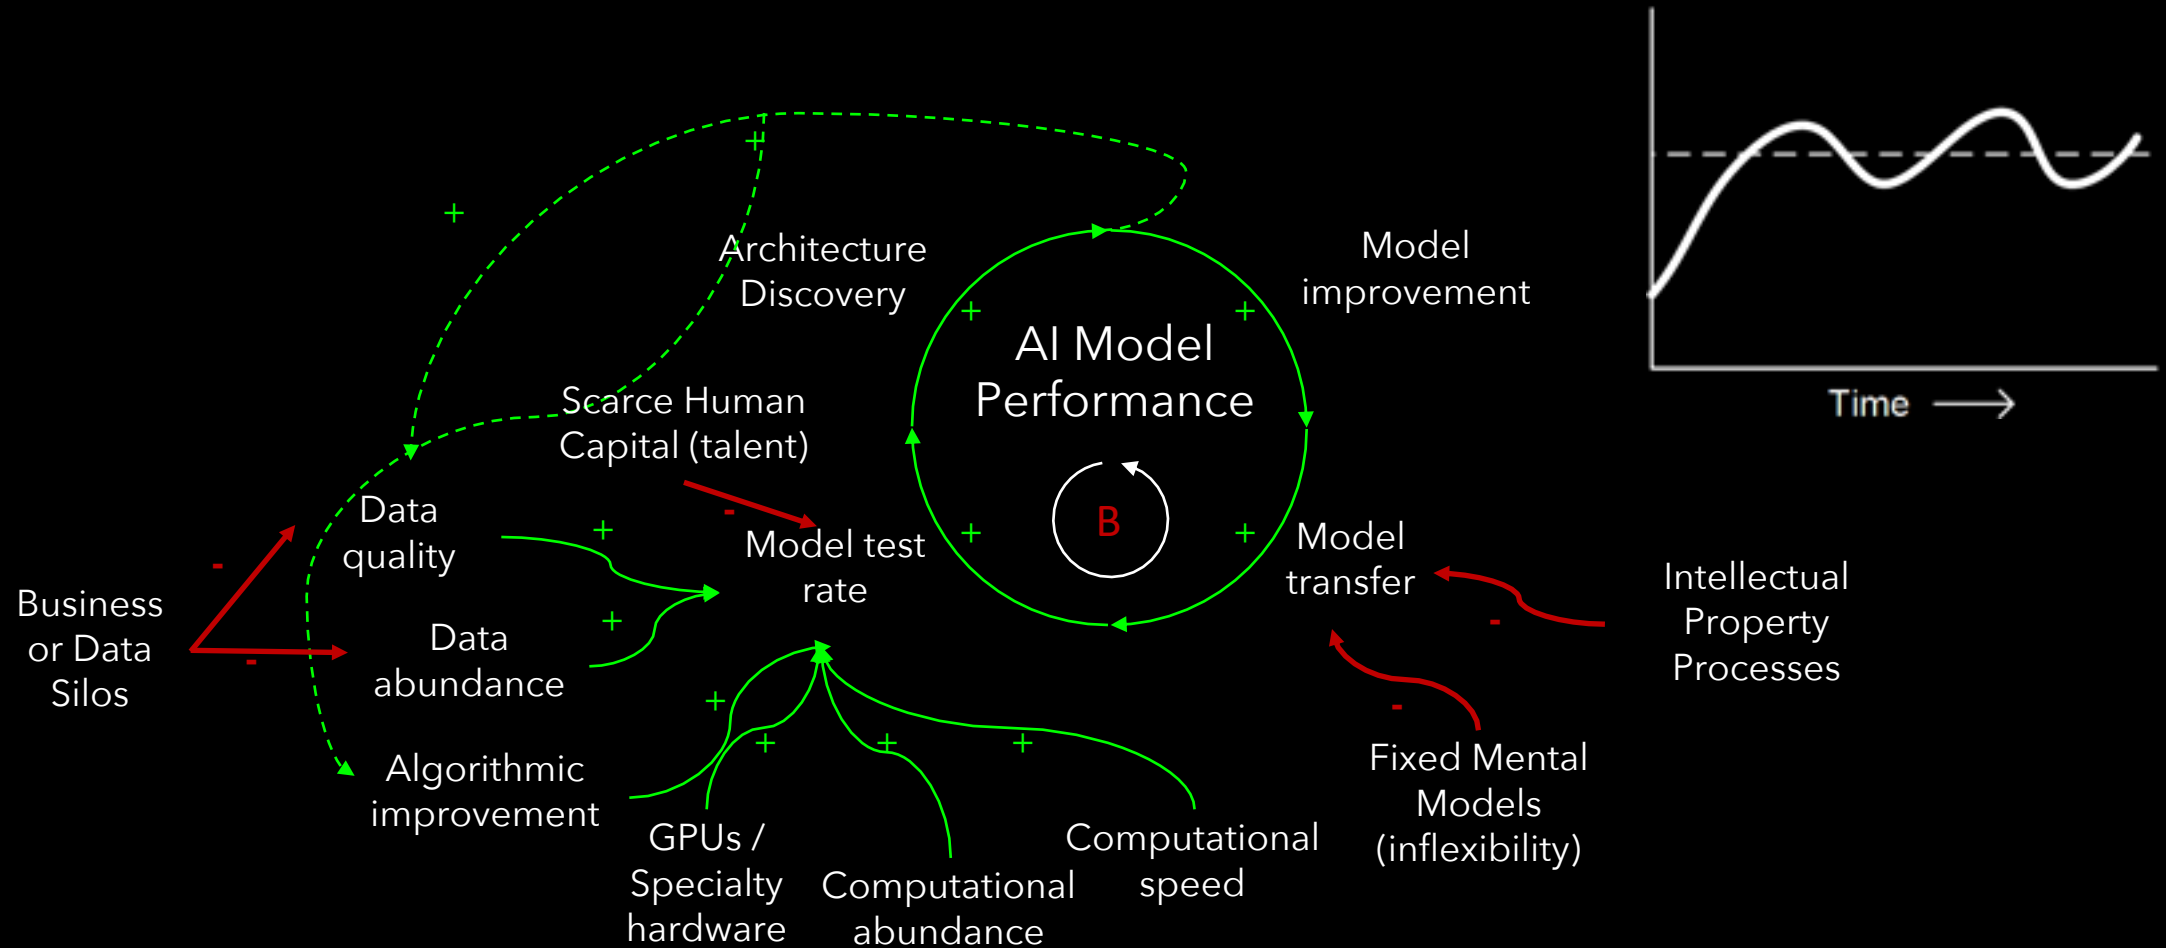 +
+
Architecture
Discovery
Model
improvement
+
+
AI Model
Performance
Time
Scarce Human
Capital (talent)
-
B
+
+
Data
quality
+
Model test
rate
Model
transfer
-
Intellectual
Property
Processes
-
Business
or Data
Silos
-
+
Data
abundance
+
-
Algorithmic
improvement
+
+
+
Fixed Mental
Models
(inflexibility)
GPUs /
Specialty
hardware
Computational
abundance
Computational
speed